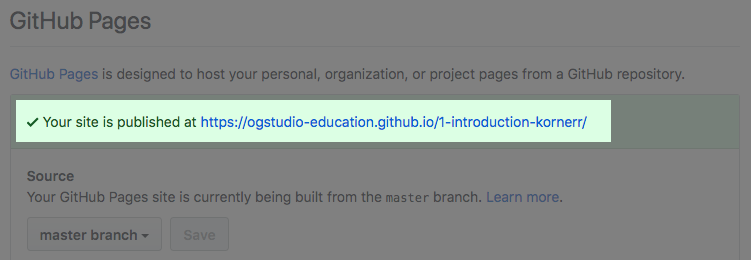 GitHub Pages
GitHub Pages is designed to host your personal, organization, or project pages from a GitHub repository.
✔ Your site is published at https://ogstudio-education.github.io/1-introduction-kornerr/
Source
Your GitHub Pages site is currently being built from the master branch. Learn more.
master branch
Save